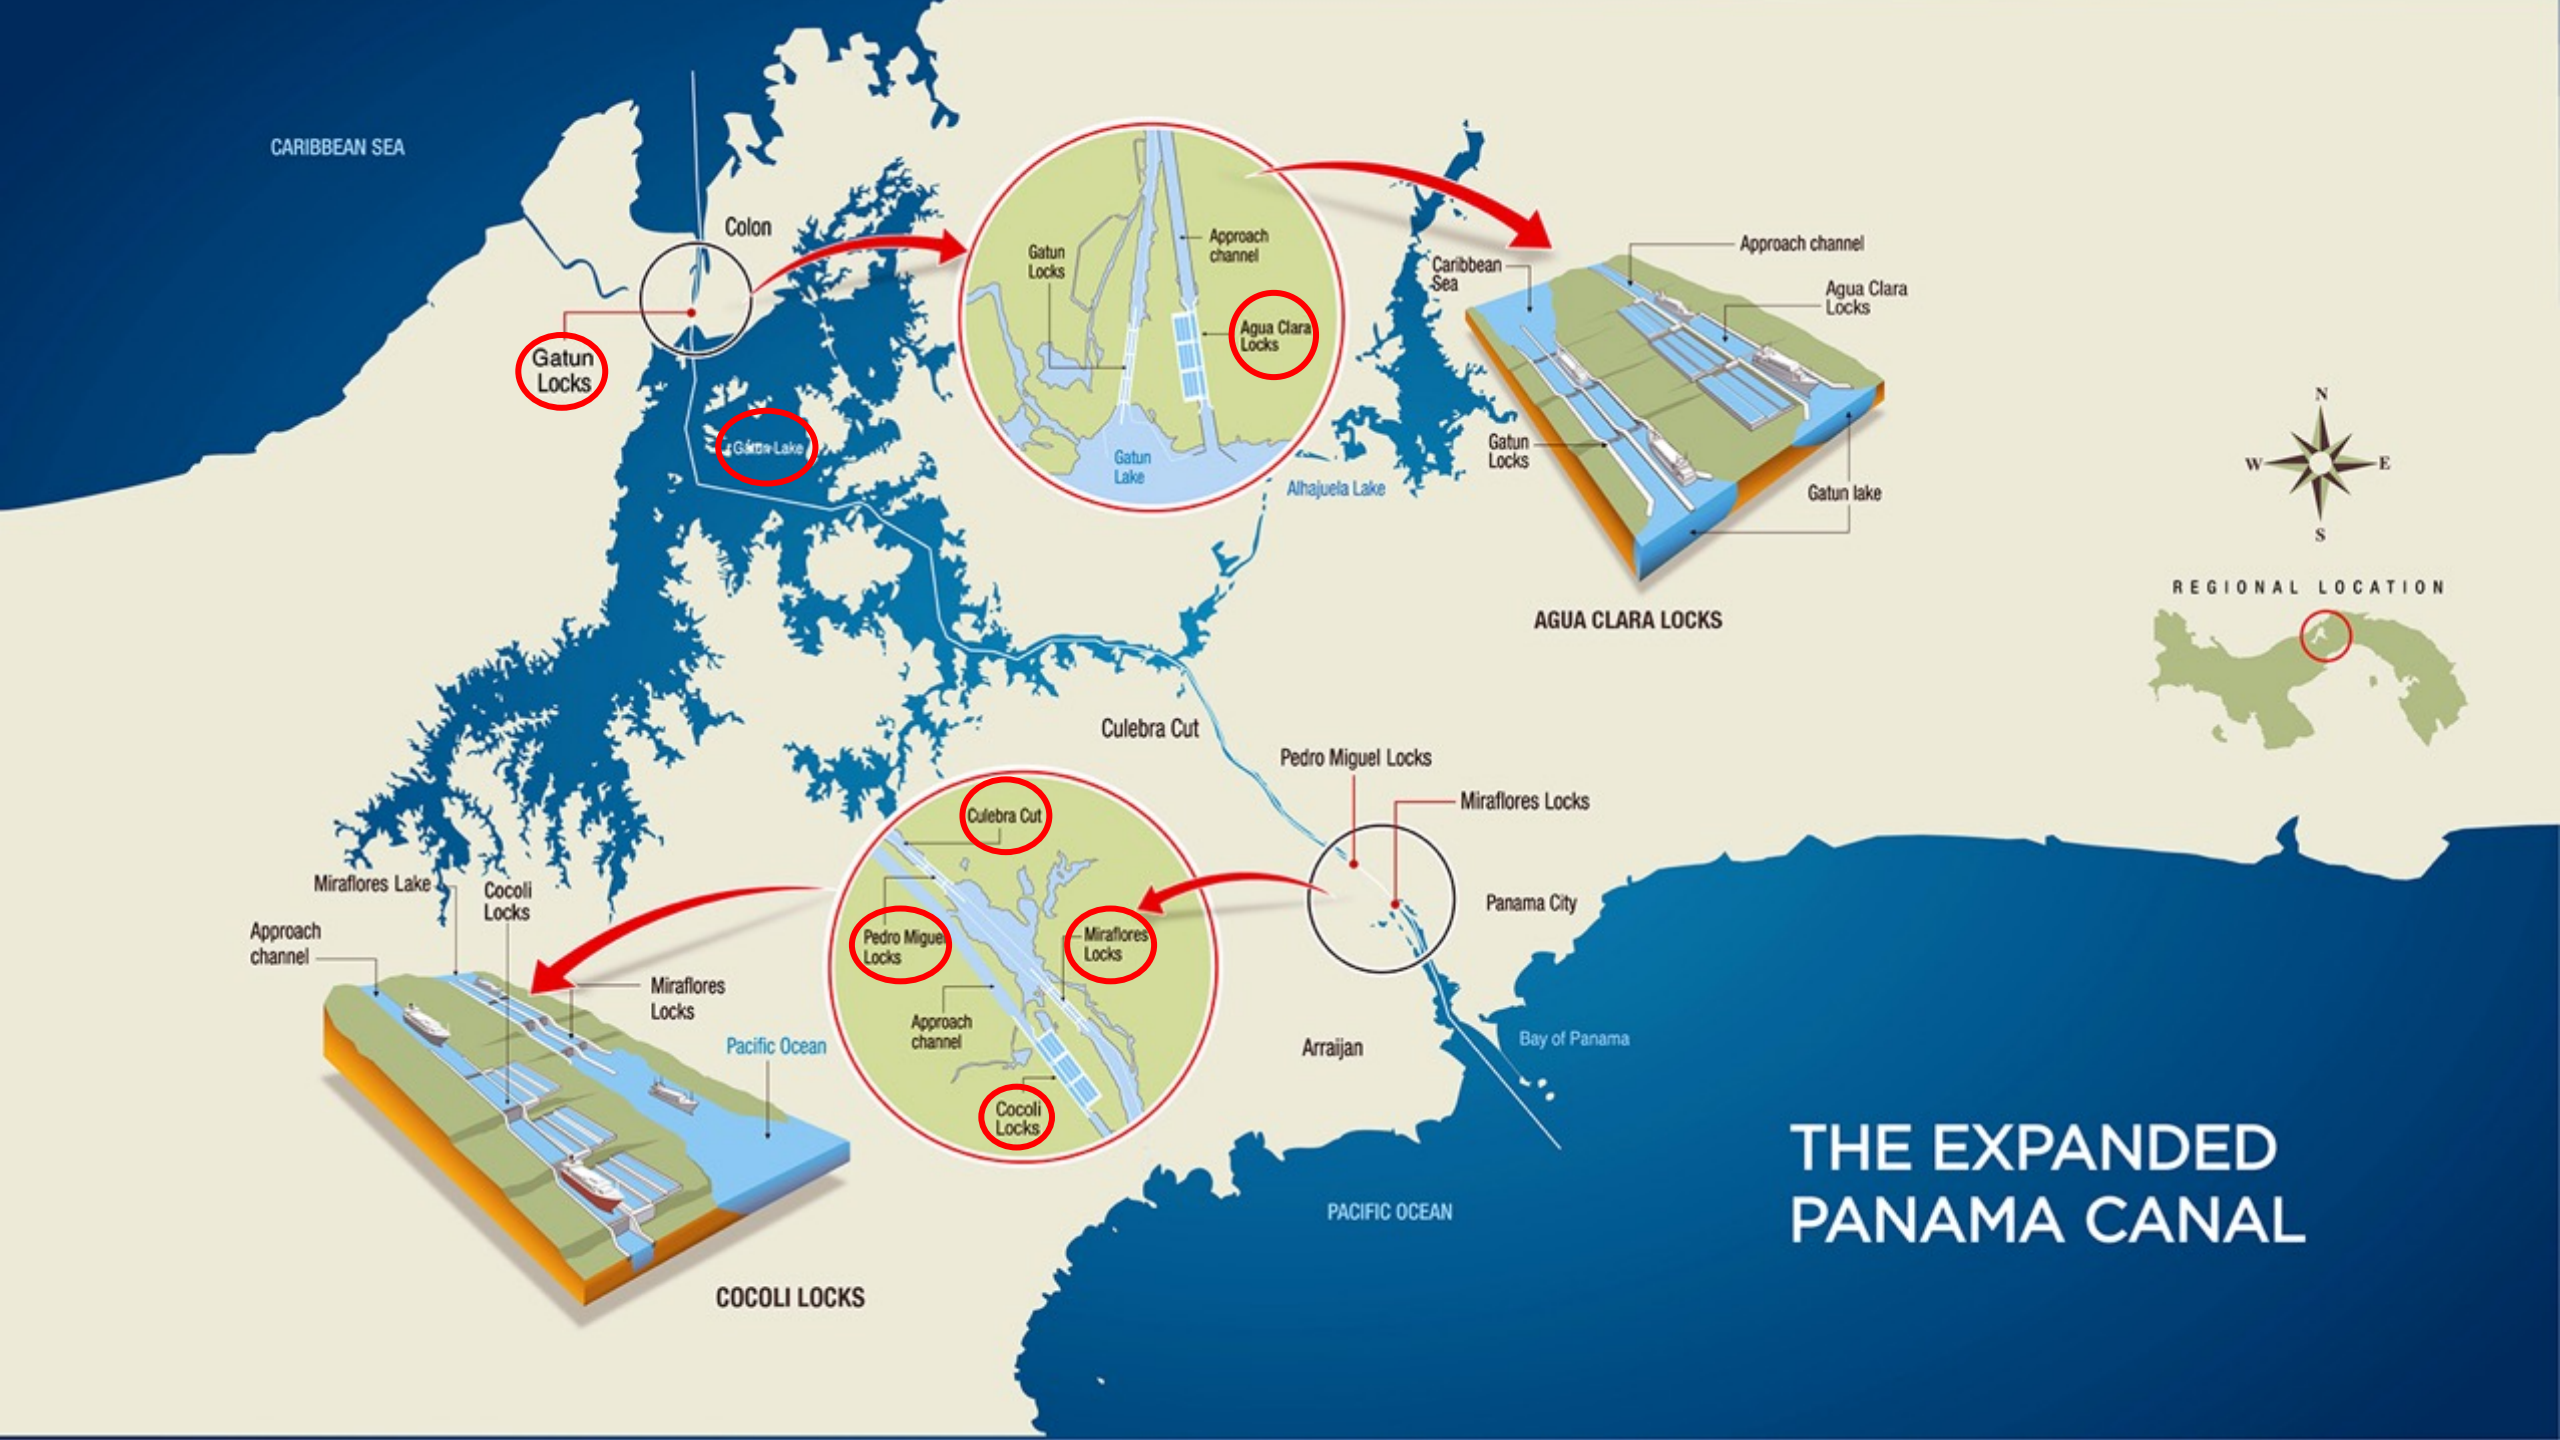 CARIBBEAN SEA
Colon
Gatun
Locks
Gatun Lake
Gatun
Locks
Approach
channel
Agua Clara
Locks
Gatun
Lake
Alhajuela Lake
Caribbean
Sea
Approach channel
Agua Clara
Locks
Gatun
Locks
Gatun lake
AGUA CLARA LOCKS
N
W
E
S
REGIONAL LOCATION
Culebra Cut
Pedro Miguel Locks
Miraflores Locks
Culebra Cut
Pedro Miguel
Locks
Miraflores
Locks
Approach
channel
Cocoli
Locks
Miraflores Lake
Cocoli
Locks
Approach
channel
Miraflores
Locks
Pacific Ocean
COCOLI LOCKS
Panama City
Arraijan
Bay of Panama
PACIFIC OCEAN
THE EXPANDED
PANAMA CANAL